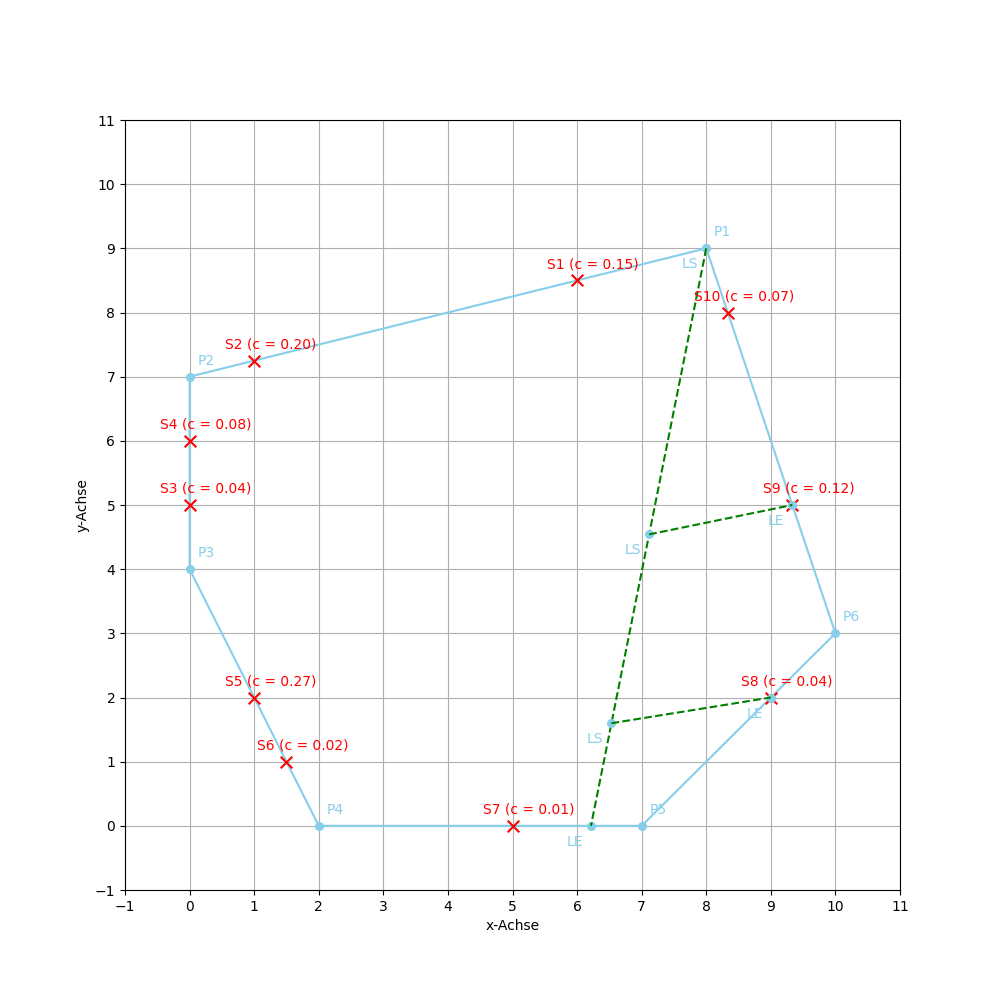 11
10
9
8
7
6
5
4
3
2
1
0
−1
P1
LS
S1 (c = 0.15)
S10 (c = 0.07)
S2 (c = 0.20)
P2
S4 (c = 0.08)
S3 (c = 0.04)
S9 (c = 0.12)
LE
LS
P3
P6
S5 (c = 0.27)
S8 (c = 0.04)
LE
LS
S6 (c = 0.02)
P4
S7 (c = 0.01)
P5
LE
−1 0 1 2 3 4 5 6 7 8 9 10 11
x-Achse
y-Achse